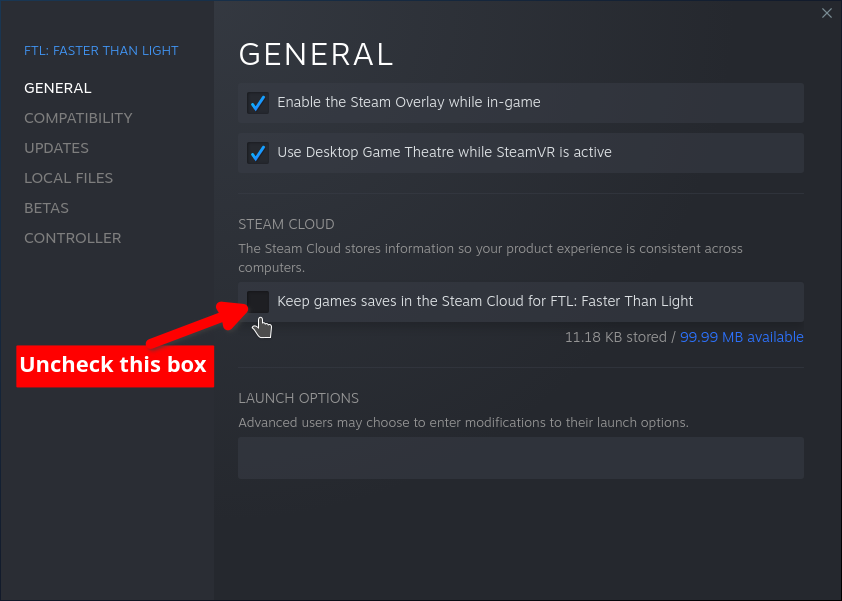 FTL: FASTER THAN LIGHT
GENERAL
COMPATIBILITY
UPDATES
LOCAL FILES
BETAS
CONTROLLER
GENERAL
Enable the Steam Overlay while in-game
Use Desktop Game Theatre while SteamVR is active
STEAM CLOUD
The Steam Cloud stores information so your product experience is consistent across
computers.
Keep games saves in the Steam Cloud for FTL: Faster Than Light
11.18 KB stored / 99.99 MB available
Uncheck this box
LAUNCH OPTIONS
Advanced users may choose to enter modifications to their launch options.